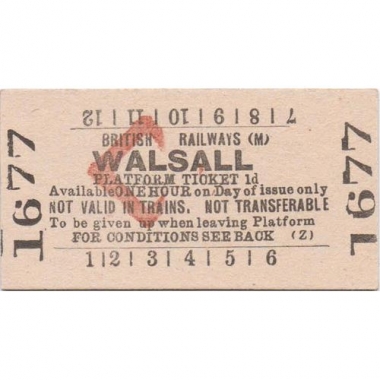 7|8|9|10|11|12
BRITISH RAILWAYS (M)
WALSALL
PLATFORM TICKET 1d
Available ONE HOUR on Day of issue only
NOT VALID IN TRAINS. NOT TRANSFERABLE
To be given up when leaving Platform
FOR CONDITIONS SEE BACK (Z)
1|2|3|4|5|6
1677
1677